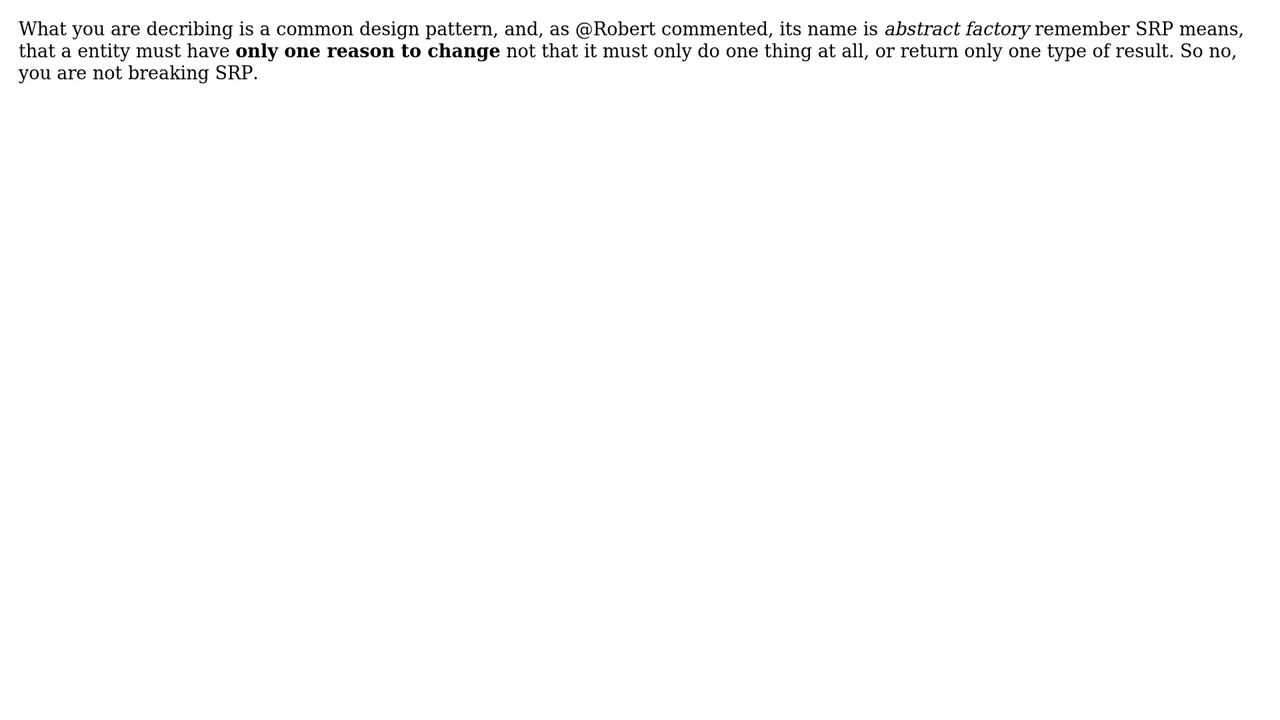 What you are decribing is a common design pattern, and, as @Robert commented, its name is abstract factory remember SRP means,
that a entity must have only one reason to change not that it must only do one thing at all, or return only one type of result. So no,
you are not breaking SRP.